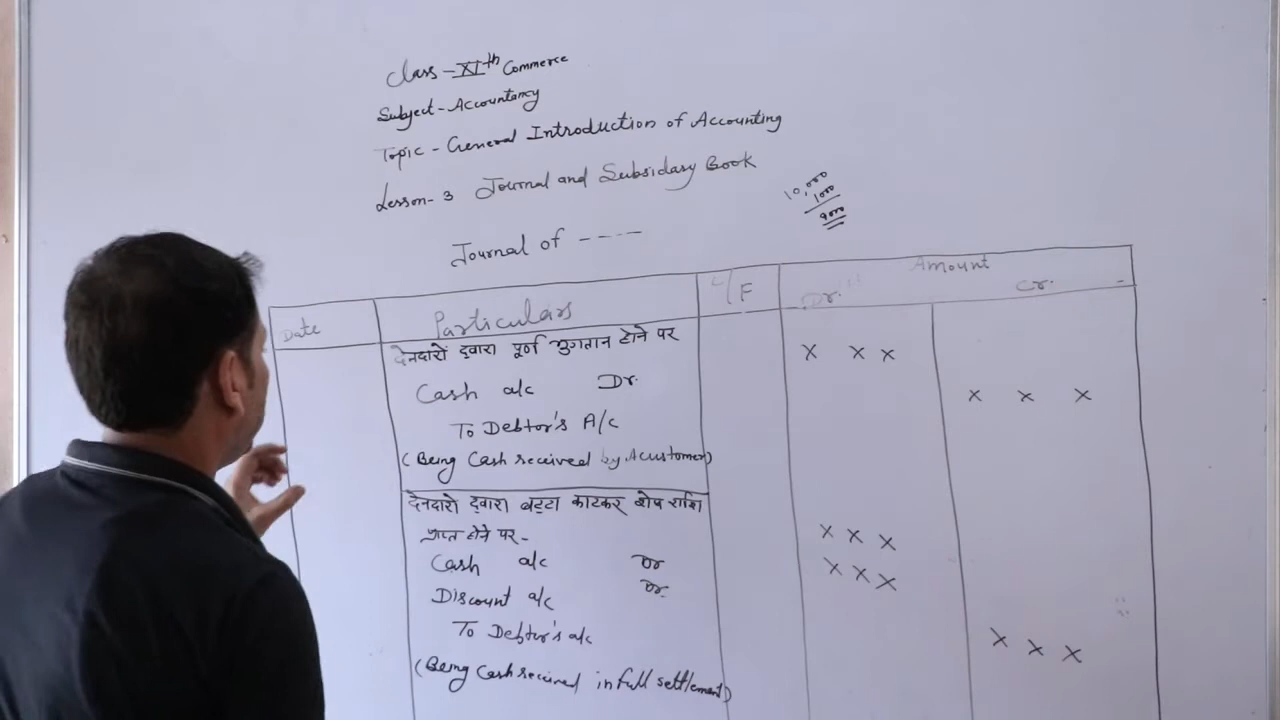 Class - XIth Commerce
Subject - Accountancy
Topic - General Introduction of Accounting
Lesson - 3 Journal and Subsidary Book
10,000
1000
9000
Journal of ----
Date Particulars L/F Amount
Dr. Cr.
देनदारो द्वारा पूर्ण भुगतान होने पर
x x x
Cash a/c Dr.
x x x
To Debtor's A/c
(Being Cash received by A customer)
देनदारो द्वारा बट्टा काटकर शेष राशि
प्राप्त होने पर -
x x x
Cash a/c Dr
x x x
Discount a/c Dr.
To Debtor's a/c
x x x
(Being Cash received in full settlement)